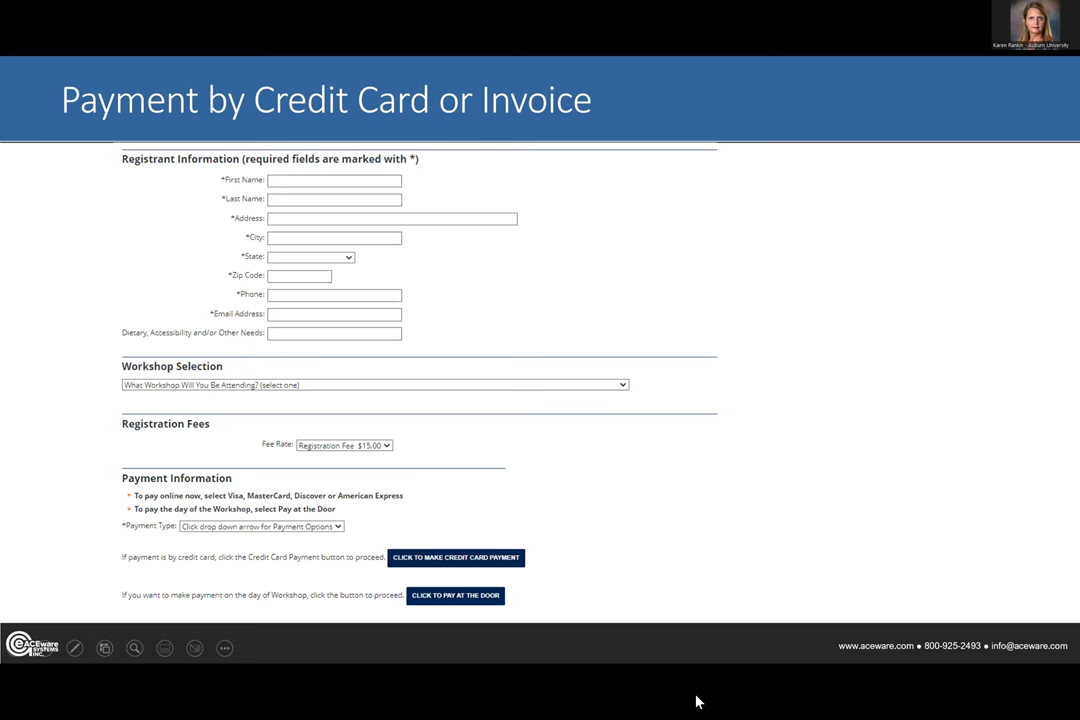 Karen Rankin - Auburn University
Payment by Credit Card or Invoice
Registrant Information (required fields are marked with *)
*First Name:
*Last Name:
*Address:
*City:
*State:
*Zip Code:
*Phone:
*Email Address:
Dietary, Accessibility and/or Other Needs:
Workshop Selection
What Workshop Will You Be Attending? (select one)
Registration Fees
Fee Rate: Registration Fee $15.00
Payment Information
To pay online now, select Visa, MasterCard, Discover or American Express
To pay the day of the Workshop, select Pay at the Door
*Payment Type: Click drop down arrow for Payment Options
If payment is by credit card, click the Credit Card Payment button to proceed. CLICK TO MAKE CREDIT CARD PAYMENT
If you want to make payment on the day of Workshop, click the button to proceed. CLICK TO PAY AT THE DOOR
ACEware
SYSTEMS
INC.
www.aceware.com ● 800-925-2493 ● info@aceware.com